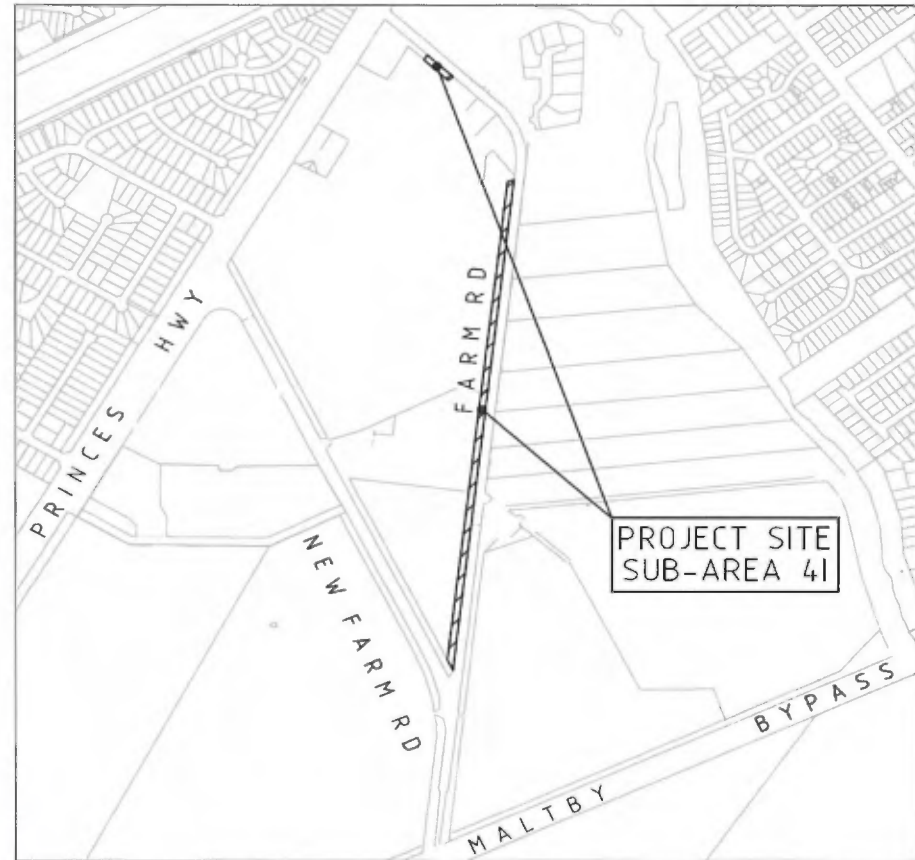 FARM RD
PRINCES HWY
PROJECT SITE
SUB-AREA 41
NEW FARM RD
MALTBY BYPASS